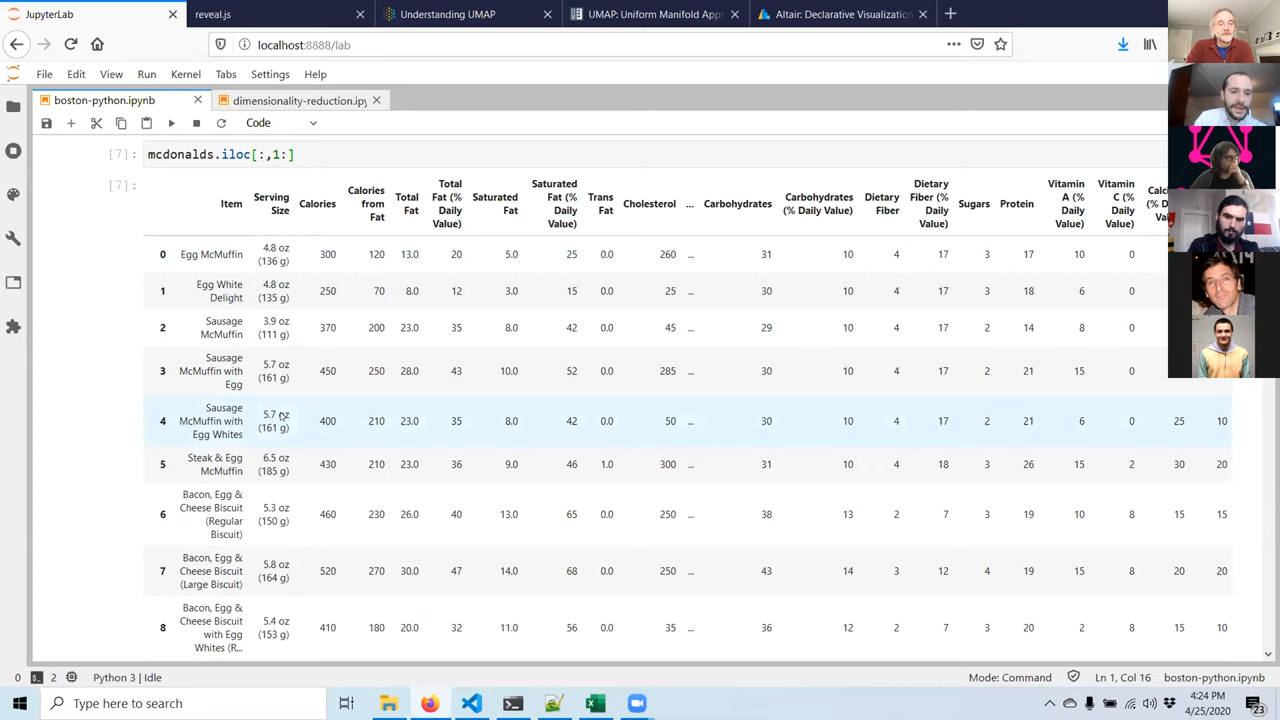 JupyterLab
reveal.js
Understanding UMAP
UMAP: Uniform Manifold Appr
Altair: Declarative Visualization
localhost:8888/lab
File Edit View Run Kernel Tabs Settings Help
boston-python.ipynb
dimensionality-reduction.ipy
Code
[7]: mcdonalds.iloc[:,1:]
[7]:
Item Serving Size Calories Calories from Fat Total Fat Total Fat (% Daily Value) Saturated Fat Saturated Fat (% Daily Value) Trans Fat Cholesterol ... Carbohydrates Carbohydrates (% Daily Value) Dietary Fiber Dietary Fiber (% Daily Value) Sugars Protein Vitamin A (% Daily Value) Vitamin C (% Daily Value) Calc
0 Egg McMuffin 4.8 oz (136 g) 300 120 13.0 20 5.0 25 0.0 260 ... 31 10 4 17 3 17 10 0
1 Egg White Delight 4.8 oz (135 g) 250 70 8.0 12 3.0 15 0.0 25 ... 30 10 4 17 3 18 6 0
2 Sausage McMuffin 3.9 oz (111 g) 370 200 23.0 35 8.0 42 0.0 45 ... 29 10 4 17 2 14 8 0
3 Sausage McMuffin with Egg 5.7 oz (161 g) 450 250 28.0 43 10.0 52 0.0 285 ... 30 10 4 17 2 21 15 0
4 Sausage McMuffin with Egg Whites 5.7 oz (161 g) 400 210 23.0 35 8.0 42 0.0 50 ... 30 10 4 17 2 21 6 0 25 10
5 Steak & Egg McMuffin 6.5 oz (185 g) 430 210 23.0 36 9.0 46 1.0 300 ... 31 10 4 18 3 26 15 2 30 20
6 Bacon, Egg & Cheese Biscuit (Regular Biscuit) 5.3 oz (150 g) 460 230 26.0 40 13.0 65 0.0 250 ... 38 13 2 7 3 19 10 8 15 15
7 Bacon, Egg & Cheese Biscuit (Large Biscuit) 5.8 oz (164 g) 520 270 30.0 47 14.0 68 0.0 250 ... 43 14 3 12 4 19 15 8 20 20
8 Bacon, Egg & Cheese Biscuit with Egg Whites (R... 5.4 oz (153 g) 410 180 20.0 32 11.0 56 0.0 35 ... 36 12 2 7 3 20 2 8 15 10
0 2 Python 3 | Idle Mode: Command Ln 1, Col 16 boston-python.ipynb
Type here to search
4:24 PM
4/25/2020
23